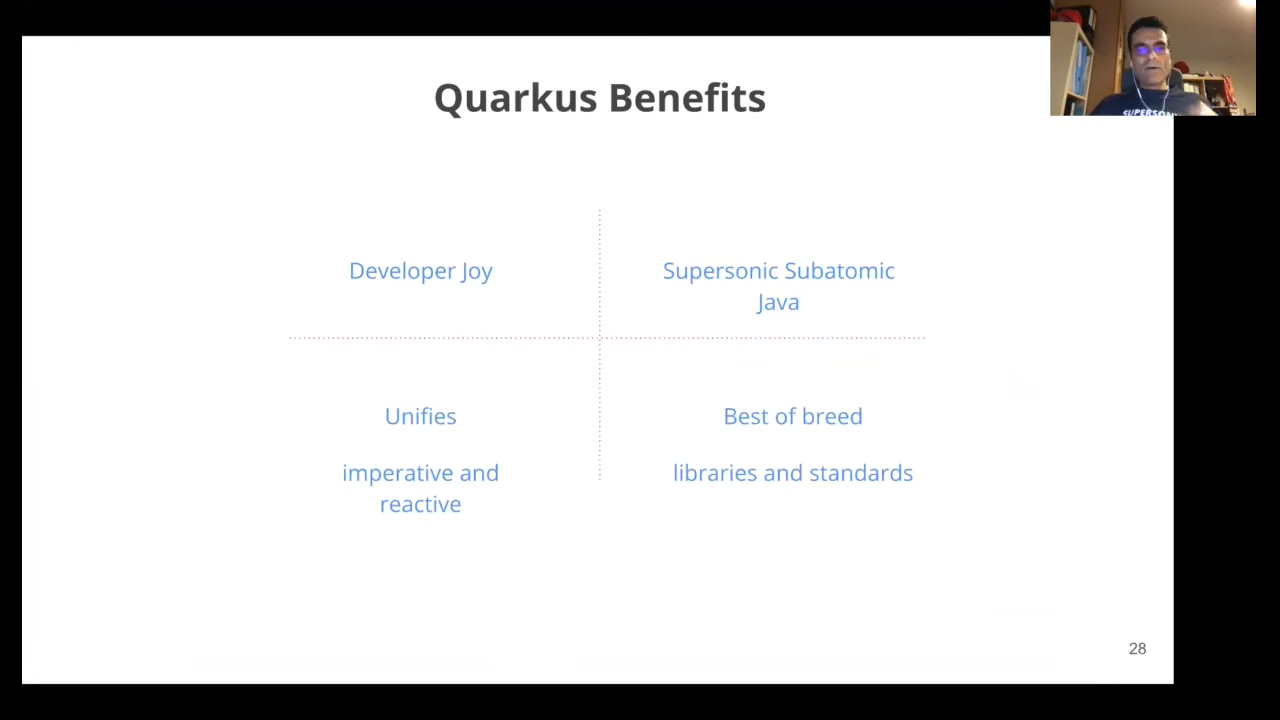 Quarkus Benefits
Developer Joy
Supersonic Subatomic
Java
Unifies
imperative and
reactive
Best of breed
libraries and standards
28